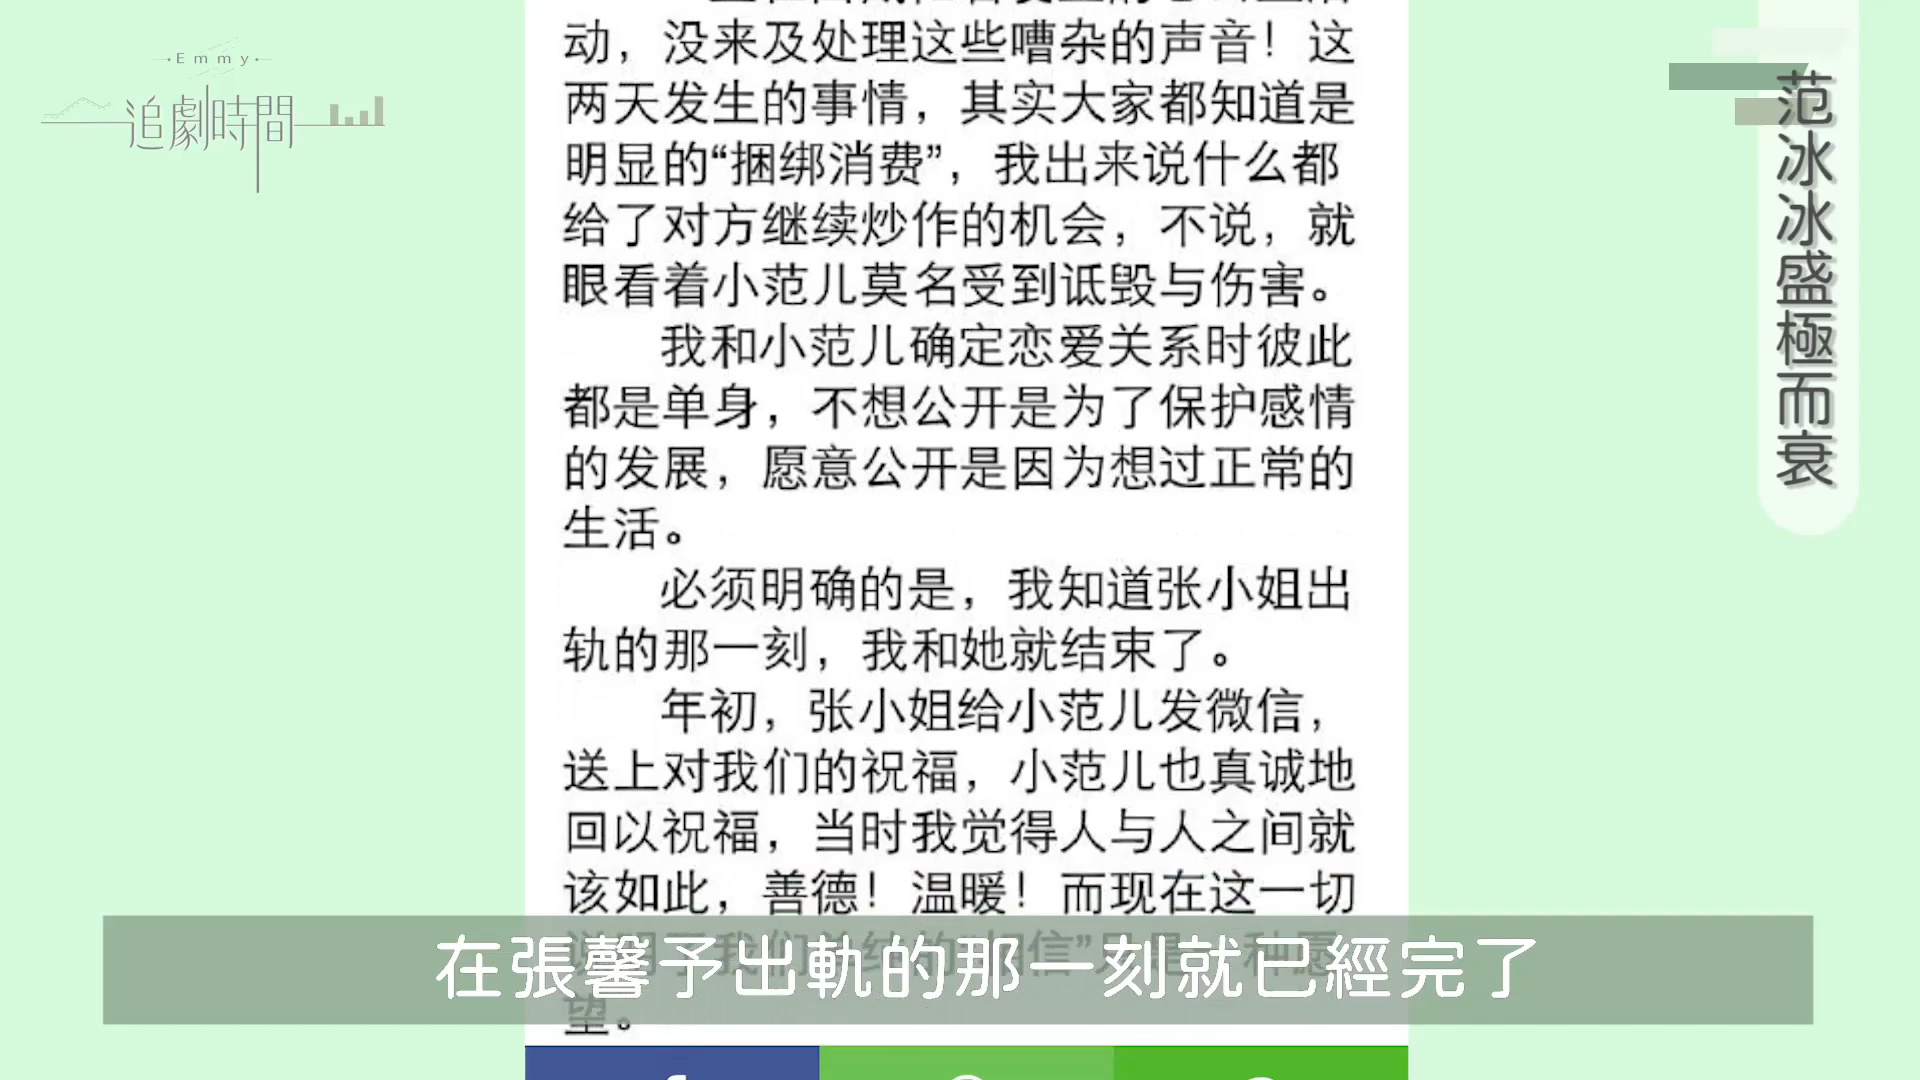 Emmy
追劇時間
范冰冰盛極而衰
动，没来及处理这些嘈杂的声音！这
两天发生的事情，其实大家都知道是
明显的“捆绑消费”，我出来说什么都
给了对方继续炒作的机会，不说，就
眼看着小范儿莫名受到诋毁与伤害。
我和小范儿确定恋爱关系时彼此
都是单身，不想公开是为了保护感情
的发展，愿意公开是因为想过正常的
生活。
必须明确的是，我知道张小姐出
轨的那一刻，我和她就结束了。
年初，张小姐给小范儿发微信，
送上对我们的祝福，小范儿也真诚地
回以祝福，当时我觉得人与人之间就
该如此，善德！温暖！而现在这一切
望。
在張馨予出軌的那一刻就已經完了